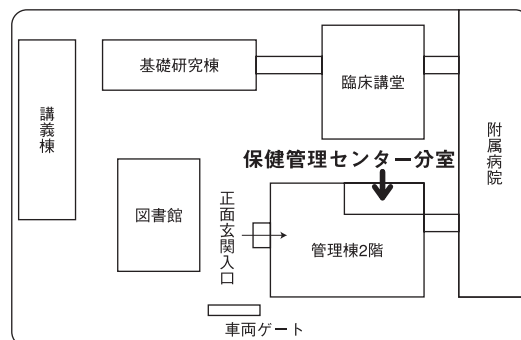 基礎研究棟
臨床講堂
講義棟
附属病院
保健管理センター分室
図書館
正面玄関入口
管理棟2階
車両ゲート